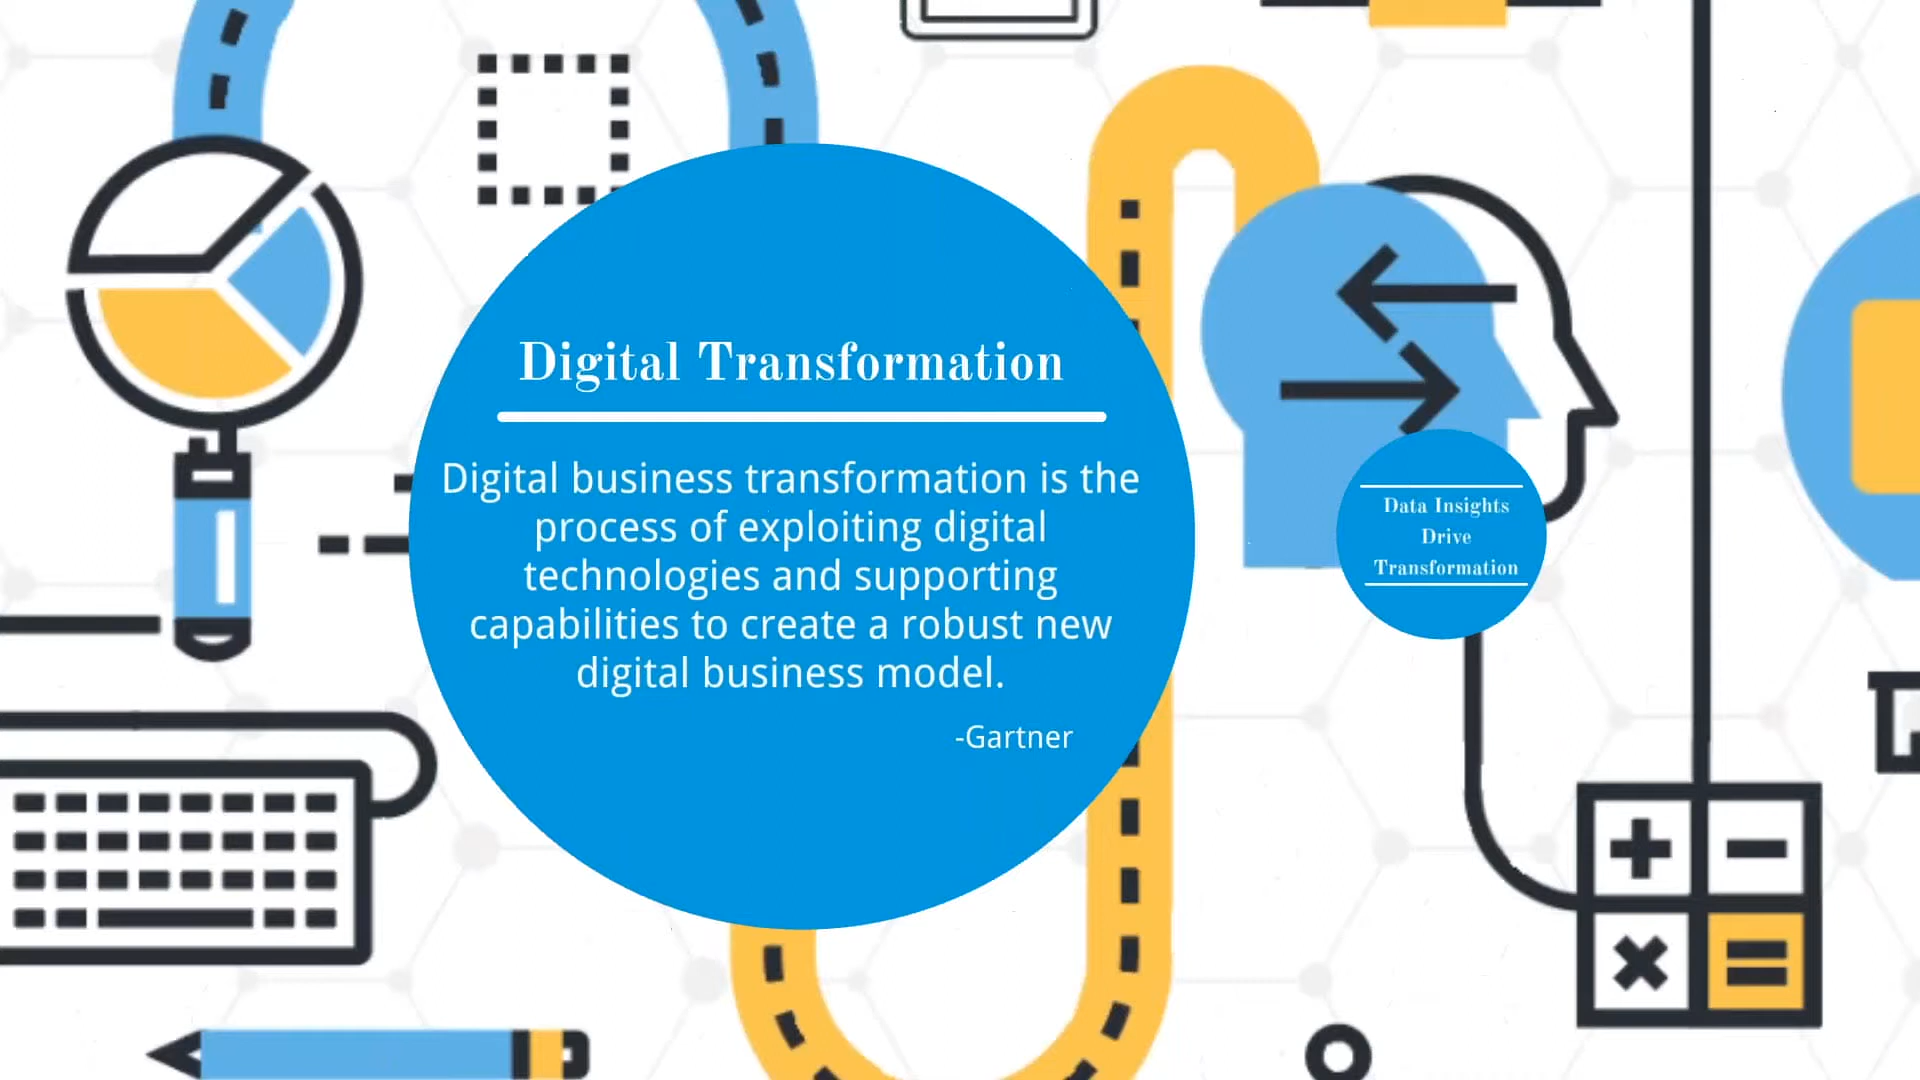 Digital Transformation
Digital business transformation is the
process of exploiting digital
technologies and supporting
capabilities to create a robust new
digital business model.
-Gartner
Data Insights
Drive
Transformation